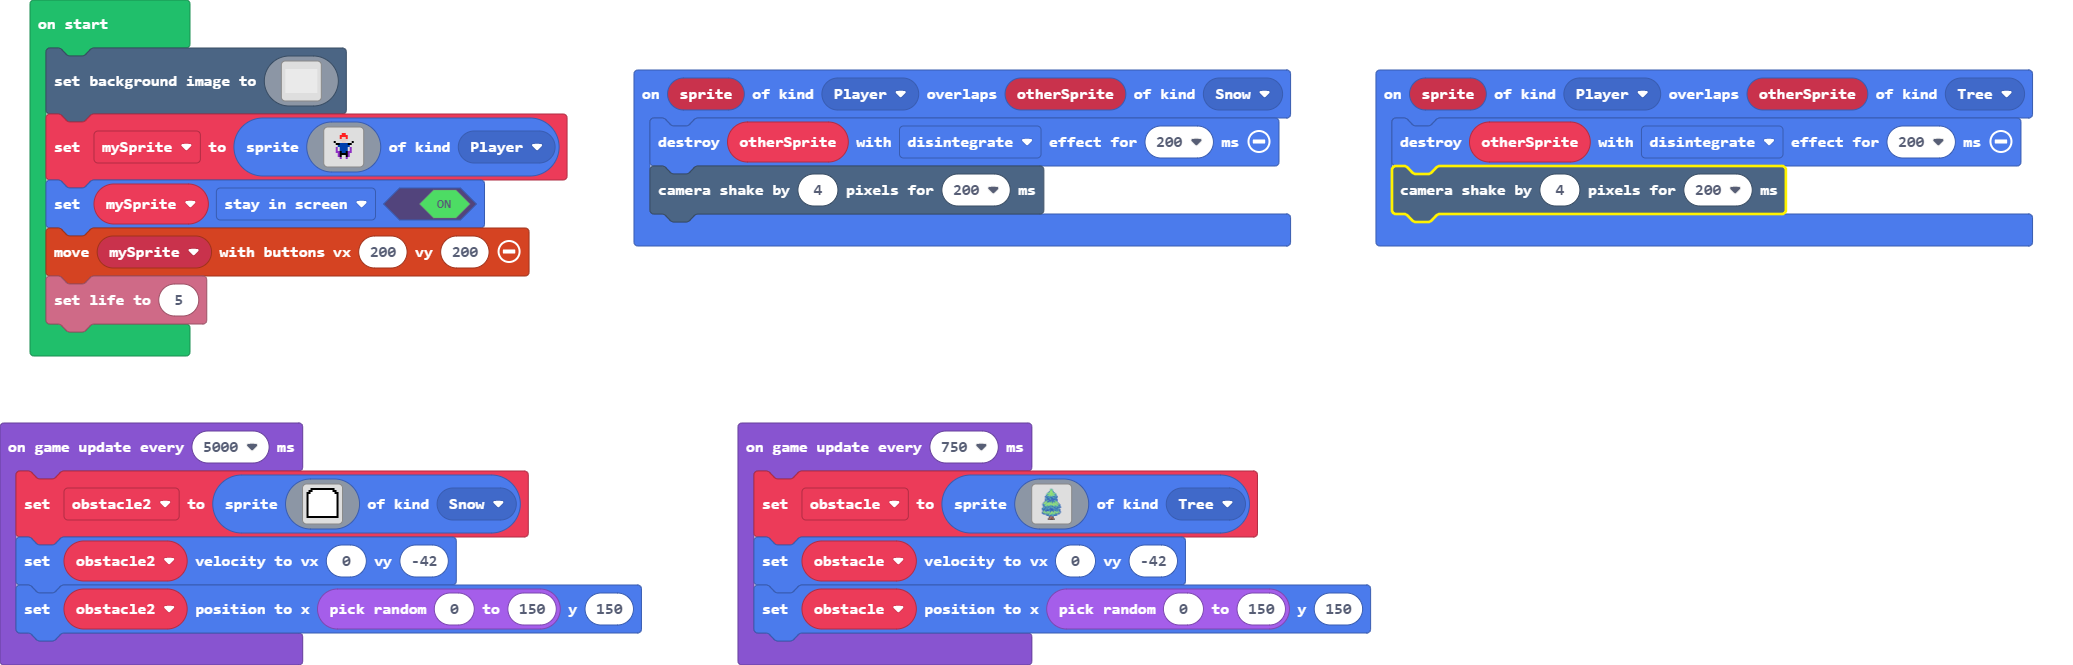 on start
set background image to
set mySprite to sprite of kind Player
set mySprite stay in screen ON
move mySprite with buttons vx 200 vy 200
set life to 5
on sprite of kind Player overlaps otherSprite of kind Snow
destroy otherSprite with disintegrate effect for 200 ms
camera shake by 4 pixels for 200 ms
on sprite of kind Player overlaps otherSprite of kind Tree
destroy otherSprite with disintegrate effect for 200 ms
camera shake by 4 pixels for 200 ms
on game update every 5000 ms
set obstacle2 to sprite of kind Snow
set obstacle2 velocity to vx 0 vy -42
set obstacle2 position to x pick random 0 to 150 y 150
on game update every 750 ms
set obstacle to sprite of kind Tree
set obstacle velocity to vx 0 vy -42
set obstacle position to x pick random 0 to 150 y 150